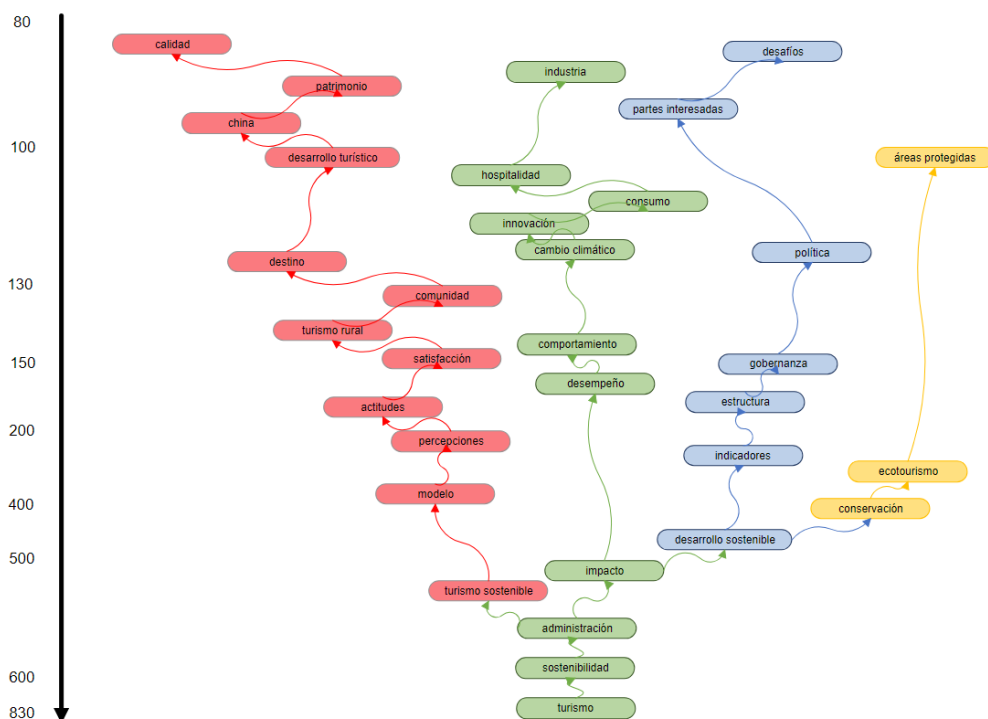 80
calidad
desafíos
industria
patrimonio
partes interesadas
china
100
desarrollo turístico
áreas protegidas
hospitalidad
consumo
innovación
cambio climático
política
destino
130
comunidad
turismo rural
comportamiento
150
satisfacción
gobernanza
desempeño
estructura
actitudes
200
percepciones
indicadores
ecotourismo
modelo
400
conservación
desarrollo sostenible
500
impacto
turismo sostenible
administración
sostenibilidad
600
turismo
830